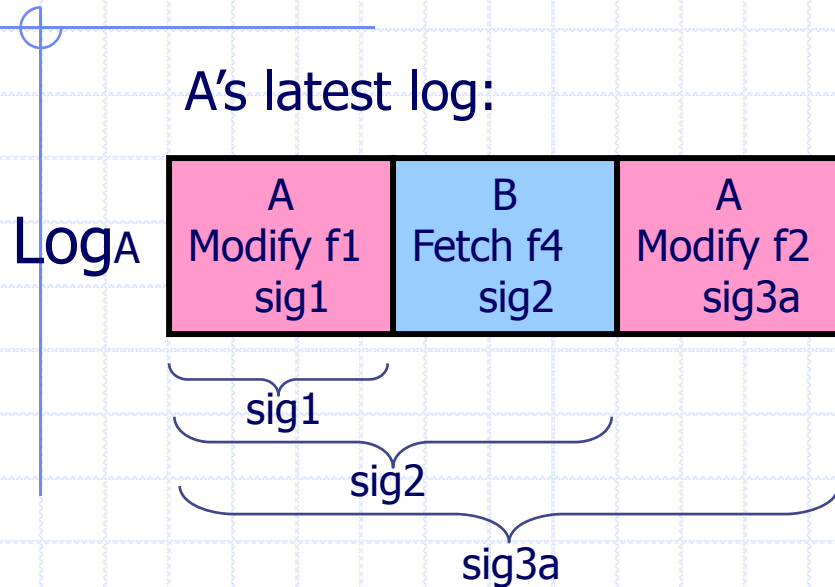 A's latest log:
LogA
A
Modify f1
sig1
B
Fetch f4
sig2
A
Modify f2
sig3a
sig1
sig2
sig3a